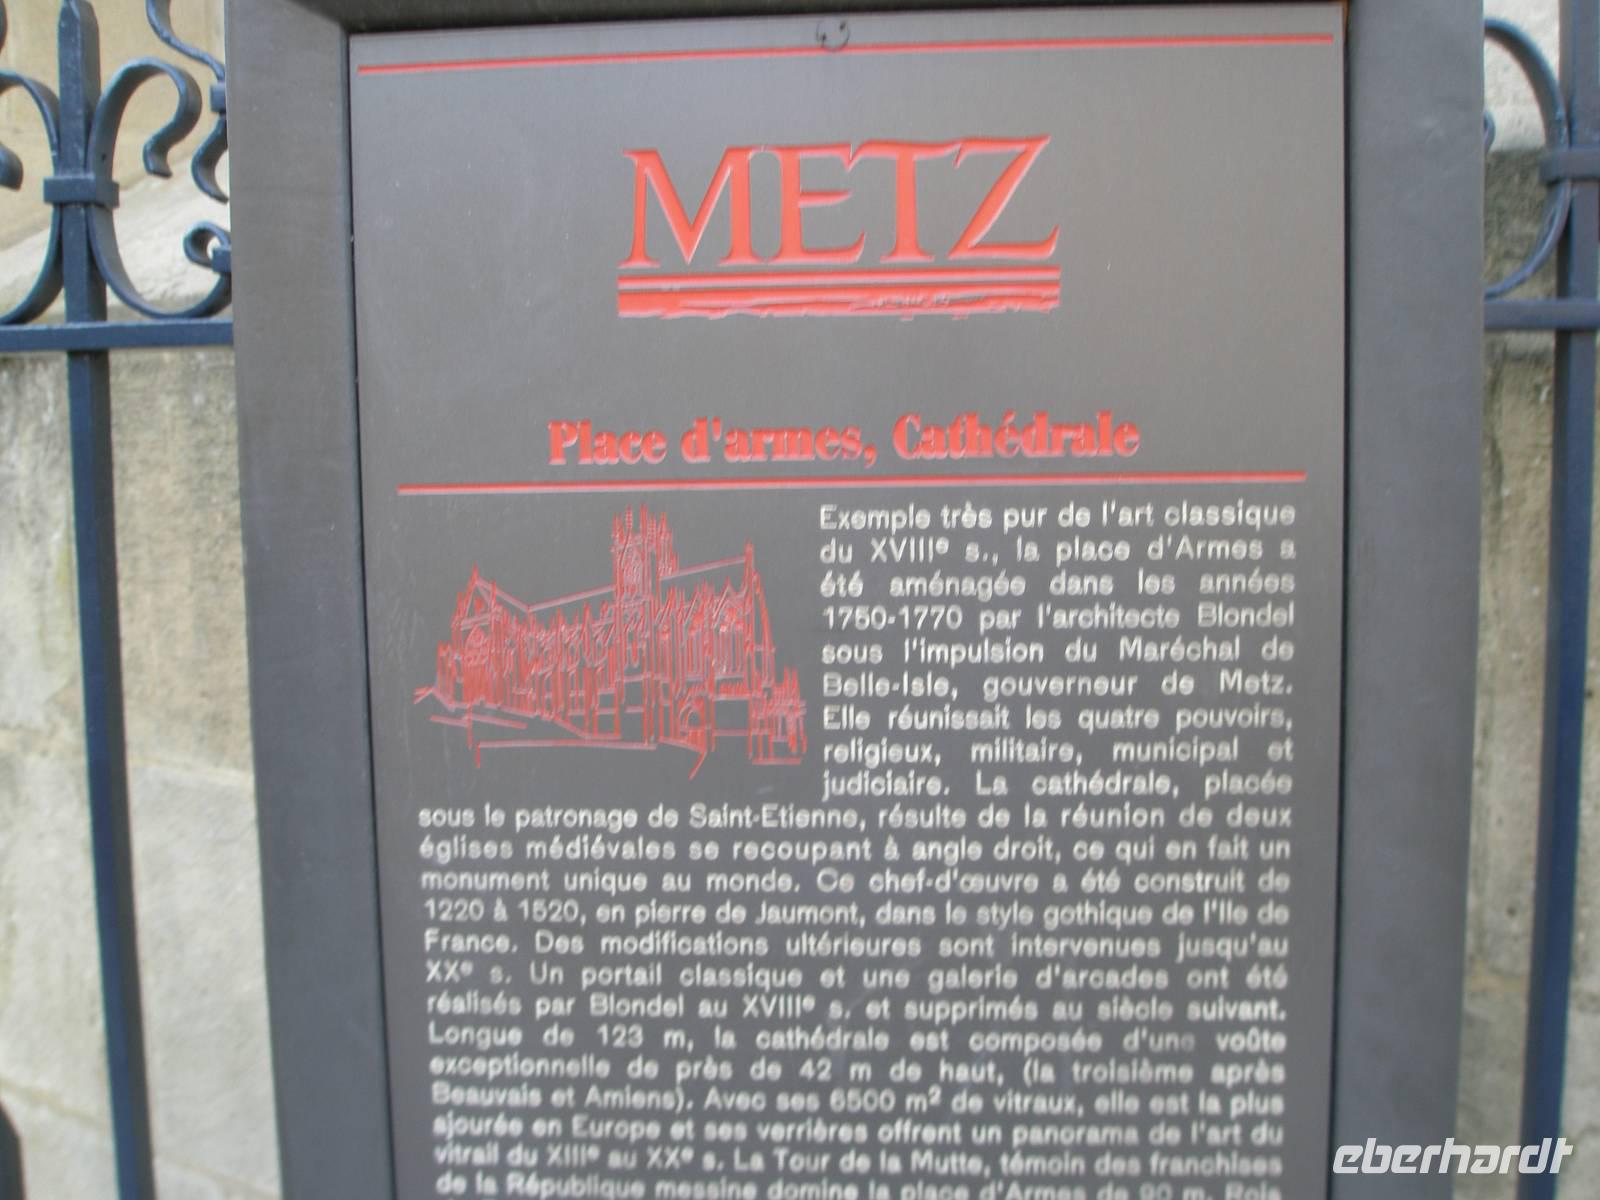 METZ
Place d'armes, Cathédrale
Exemple très pur de l'art classique
du XVIIIe s., la place d'Armes a
été aménagée dans les années
1750-1770 par l'architecte Blondel
sous l'impulsion du Maréchal de
Belle-Isle, gouverneur de Metz.
Elle réunissait les quatre pouvoirs,
religieux, militaire, municipal et
judiciaire. La cathédrale, placée
sous le patronage de Saint-Etienne, résulte de la réunion de deux
églises médiévales se recoupant à angle droit, ce qui en fait un
monument unique au monde. Ce chef-d'œuvre a été construit de
1220 à 1520, en pierre de Jaumont, dans le style gothique de l'Ile de
France. Des modifications ultérieures sont intervenues jusqu'au
XXe s. Un portail classique et une galerie d'arcades ont été
réalisés par Blondel au XVIIIe s. et supprimés au siècle suivant.
Longue de 123 m, la cathédrale est composée d'une voûte
exceptionnelle de près de 42 m de haut, (la troisième après
Beauvais et Amiens). Avec ses 6500 m² de vitraux, elle est la plus
ajourée en Europe et ses verrières offrent un panorama de l'art du
vitrail du XIIIe au XXe s. La Tour de la Mutte, témoin des franchises
de la République messine domine la place d'Armes de 90 m. Rois
eberhardt